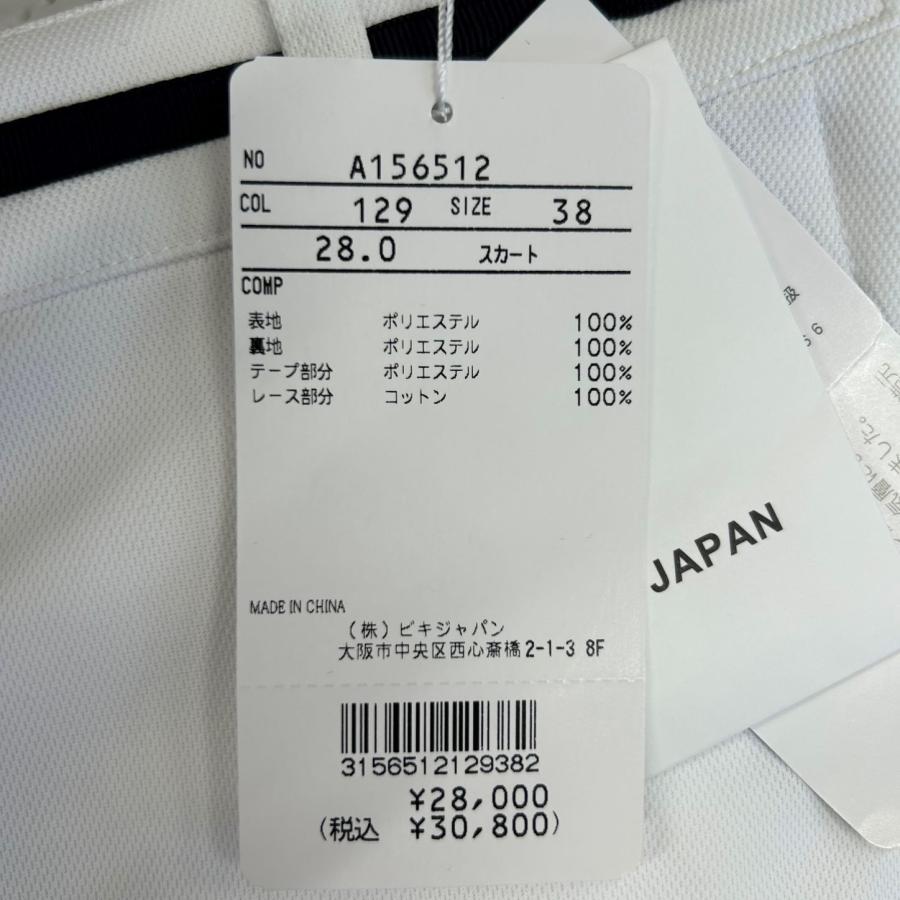 NO A156512
COL 129 SIZE 38
28.0 スカート
COMP
表地 ポリエステル 100%
裏地 ポリエステル 100%
テープ部分 ポリエステル 100%
レース部分 コットン 100%
MADE IN CHINA
(株)ビキジャパン
大阪市中央区西心斎橋2-1-3 8F
3156512129382
¥28,000
(税込 ¥30,800)
JAPAN
ました。